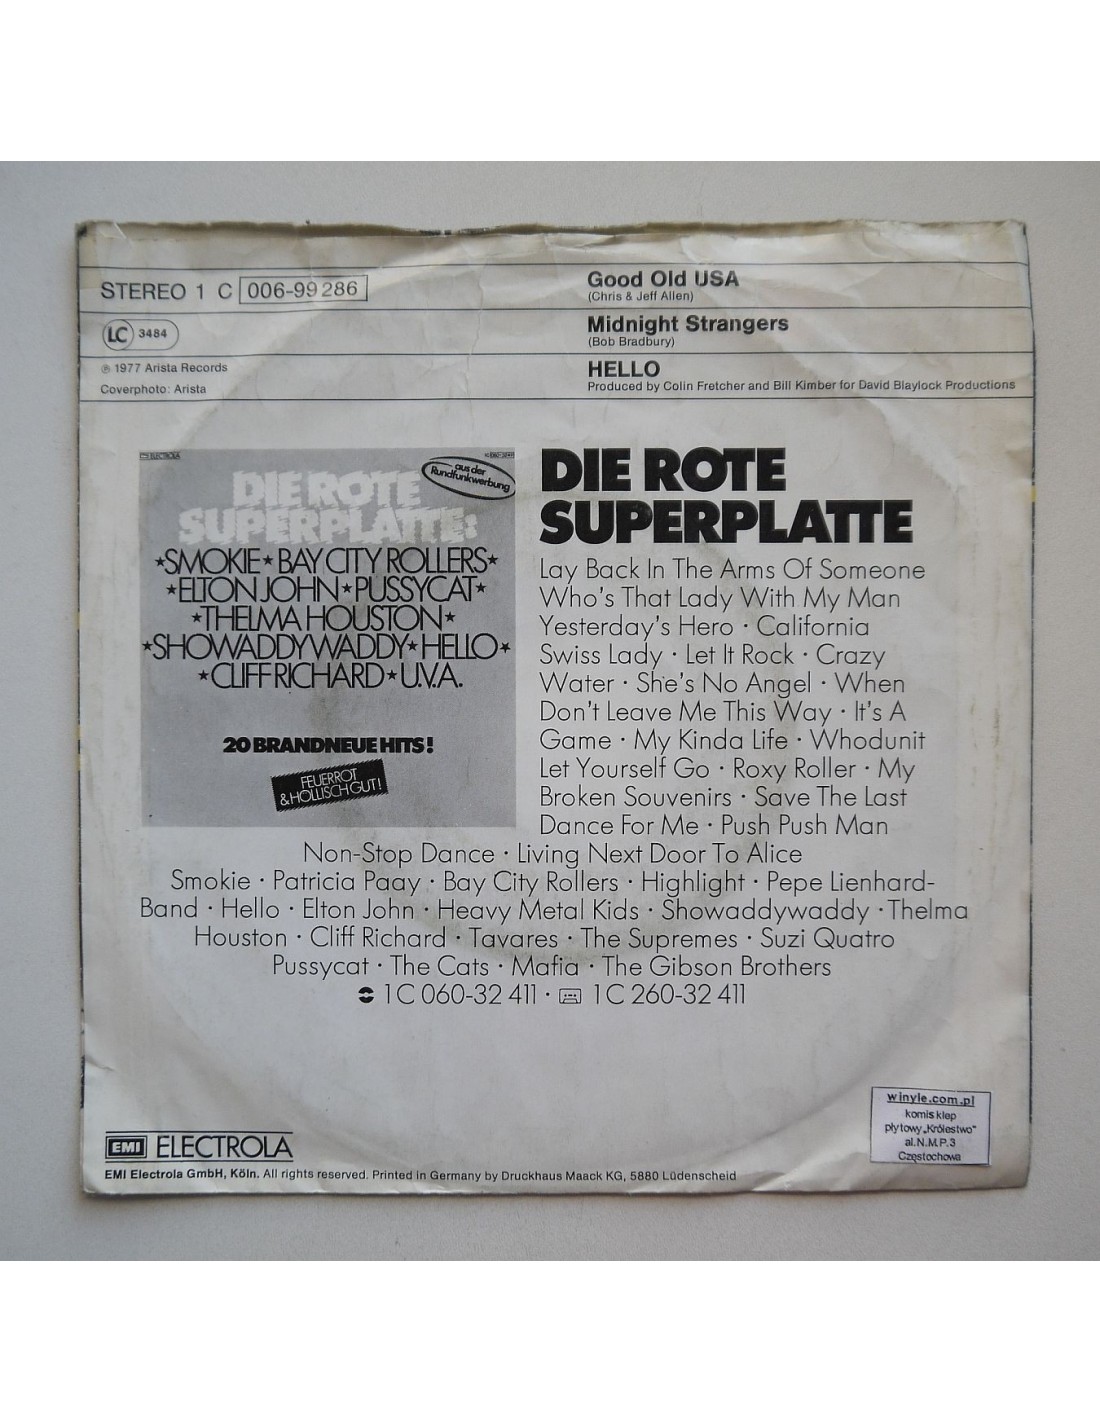 STEREO 1 C 006-99286
LC 3484
℗ 1977 Arista Records
Coverphoto: Arista
Good Old USA
(Chris & Jeff Allen)
Midnight Strangers
(Bob Bradbury)
HELLO
Produced by Colin Fretcher and Bill Kimber for David Blaylock Productions
ELECTROLA
aus der
Rundfunkwerbung
DIE ROTE
SUPERPLATTE:
★SMOKIE★BAY CITY ROLLERS★
★ELTON JOHN★PUSSYCAT★
★THELMA HOUSTON★
★SHOWADDYWADDY★HELLO★
★CLIFF RICHARD★U.V.A.
20 BRANDNEUE HITS!
FEUERROT
& HÖLLISCH GUT!
DIE ROTE
SUPERPLATTE
Lay Back In The Arms Of Someone
Who's That Lady With My Man
Yesterday's Hero · California
Swiss Lady · Let It Rock · Crazy
Water · She's No Angel · When
Don't Leave Me This Way · It's A
Game · My Kinda Life · Whodunit
Let Yourself Go · Roxy Roller · My
Broken Souvenirs · Save The Last
Dance For Me · Push Push Man
Non-Stop Dance · Living Next Door To Alice
Smokie · Patricia Paay · Bay City Rollers · Highlight · Pepe Lienhard-
Band · Hello · Elton John · Heavy Metal Kids · Showaddywaddy · Thelma
Houston · Cliff Richard · Tavares · The Supremes · Suzi Quatro
Pussycat · The Cats · Mafia · The Gibson Brothers
1C 060-32 411 · 1C 260-32 411
EMI ELECTROLA
EMI Electrola GmbH, Köln. All rights reserved. Printed in Germany by Druckhaus Maack KG, 5880 Lüdenscheid
winyle.com.pl
komis sklep
płytowy „Królestwo"
al.N.M.P.3
Częstochowa